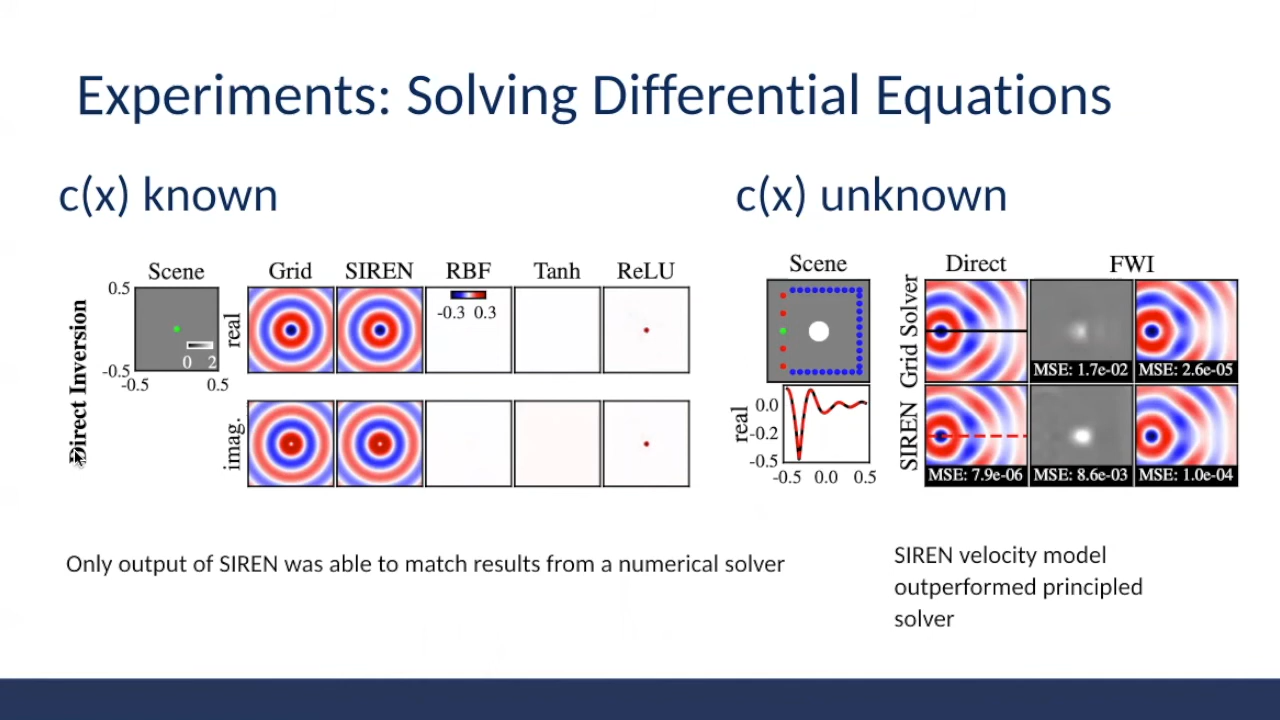 Experiments: Solving Differential Equations
c(x) known
c(x) unknown
Direct Inversion
Scene
0.5
-0.5
-0.5 0.5
0 2
Grid SIREN RBF Tanh ReLU
real
-0.3 0.3
imag.
Scene
real
0.0
-0.2
-0.5
-0.5 0.0 0.5
Direct FWI
Grid Solver
MSE: 1.7e-02 MSE: 2.6e-05
SIREN
MSE: 7.9e-06 MSE: 8.6e-03 MSE: 1.0e-04
Only output of SIREN was able to match results from a numerical solver
SIREN velocity model
outperformed principled
solver